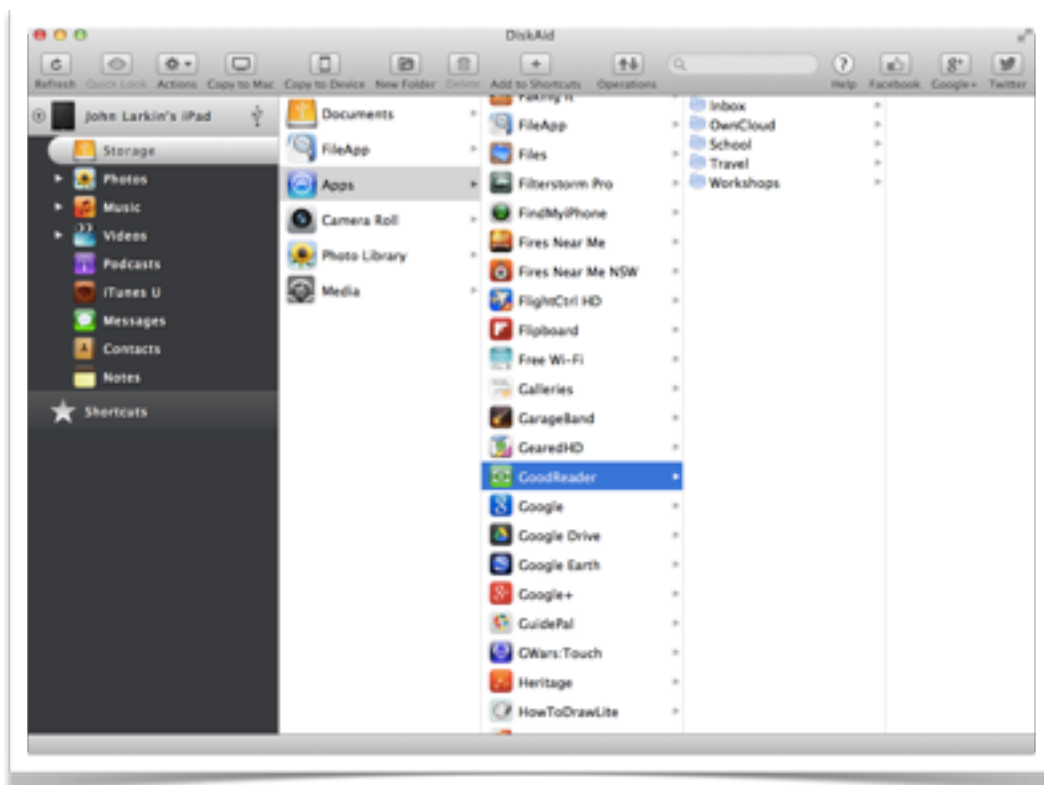 DiskAid
Refresh Quick Look Actions Copy to Mac Copy to Device New Folder Delete Add to Shortcuts Operations Help Facebook Google+ Twitter
John Larkin's iPad
Storage
Photos
Music
Videos
Podcasts
iTunes U
Messages
Contacts
Notes
Shortcuts
Documents
FileApp
Apps
Camera Roll
Photo Library
Media
Faking It
FileApp
Files
Filterstorm Pro
FindMyiPhone
Fires Near Me
Fires Near Me NSW
FlightCtrl HD
Flipboard
Free Wi-Fi
Galleries
GarageBand
GearedHD
GoodReader
Google
Google Drive
Google Earth
Google+
GuidePal
GWars:Touch
Heritage
HowToDrawLite
Inbox
OwnCloud
School
Travel
Workshops